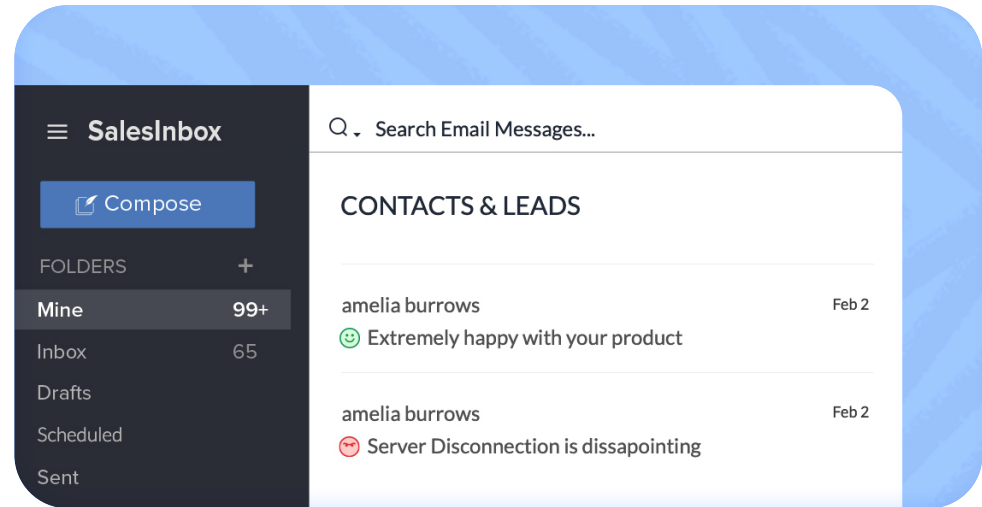 SalesInbox
Search Email Messages...
Compose
CONTACTS & LEADS
FOLDERS +
Mine 99+
Inbox 65
Drafts
Scheduled
Sent
amelia burrows Feb 2
Extremely happy with your product
amelia burrows Feb 2
Server Disconnection is dissapointing